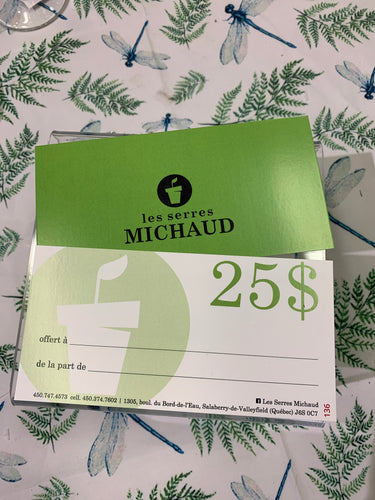 les serres
MICHAUD
25$
offert à
de la part de
Les Serres Michaud
450.747.4573 cell. 450.374.7602 | 1305, boul. du Bord-de-l'Eau, Salaberry-de-Valleyfield (Québec) J6S 0C7
136